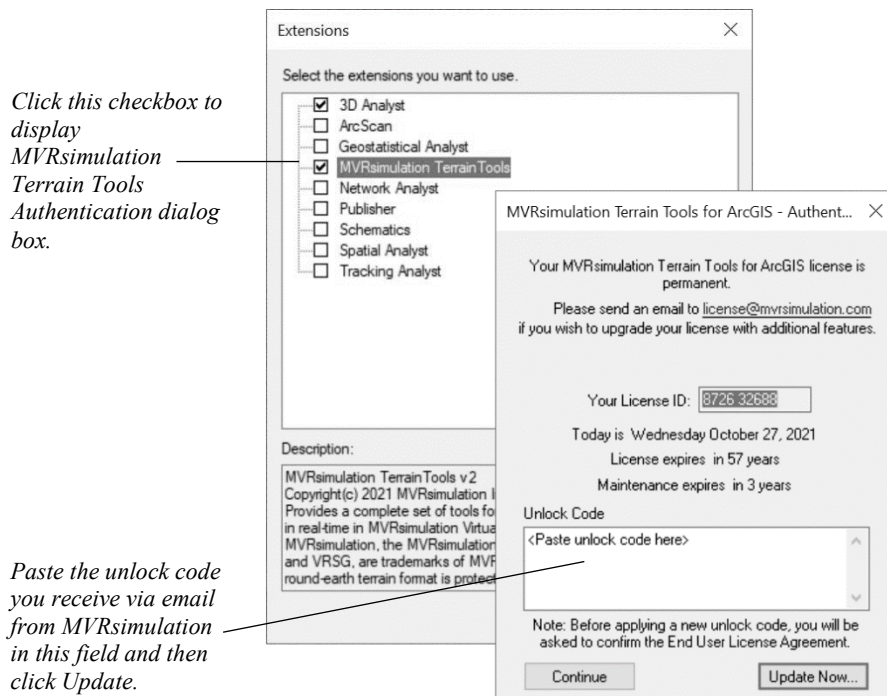 Extensions
Select the extensions you want to use.
3D Analyst
ArcScan
Geostatistical Analyst
MVRsimulation TerrainTools
Network Analyst
Publisher
Schematics
Spatial Analyst
Tracking Analyst
Description:
MVRsimulation TerrainTools v2
Copyright(c) 2021 MVRsimulation I
Provides a complete set of tools fo
in real-time in MVRsimulation Virtua
MVRsimulation, the MVRsimulation
and VRSG, are trademarks of MVR
round-earth terrain format is protect
Click this checkbox to
display
MVRsimulation
Terrain Tools
Authentication dialog
box.
MVRsimulation Terrain Tools for ArcGIS - Authent...
Your MVRsimulation Terrain Tools for ArcGIS license is
permanent.
Please send an email to license@mvrsimulation.com
if you wish to upgrade your license with additional features.
Your License ID: 8726 32688
Today is Wednesday October 27, 2021
License expires in 57 years
Maintenance expires in 3 years
Unlock Code
<Paste unlock code here>
Note: Before applying a new unlock code, you will be
asked to confirm the End User License Agreement.
Continue
Update Now...
Paste the unlock code
you receive via email
from MVRsimulation
in this field and then
click Update.